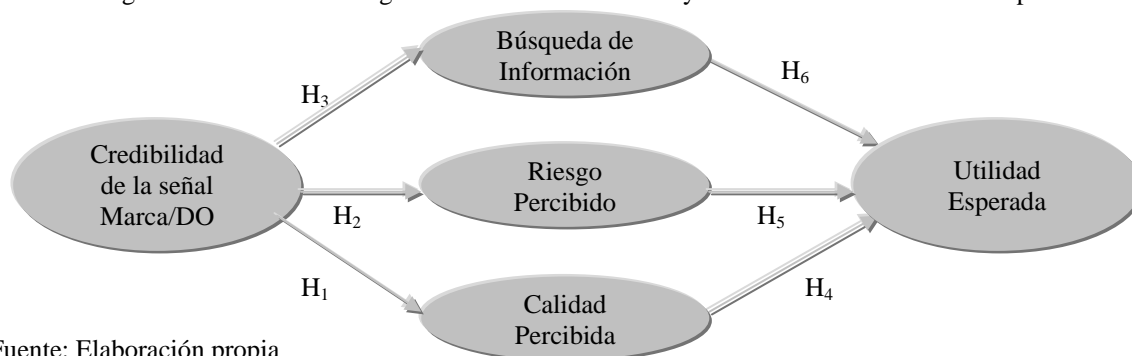 Búsqueda de
Información
H₃
H₆
Credibilidad
de la señal
Marca/DO
Riesgo
Percibido
Utilidad
Esperada
H₂
H₅
H₁
H₄
Calidad
Percibida
Fuente: Elaboración propia